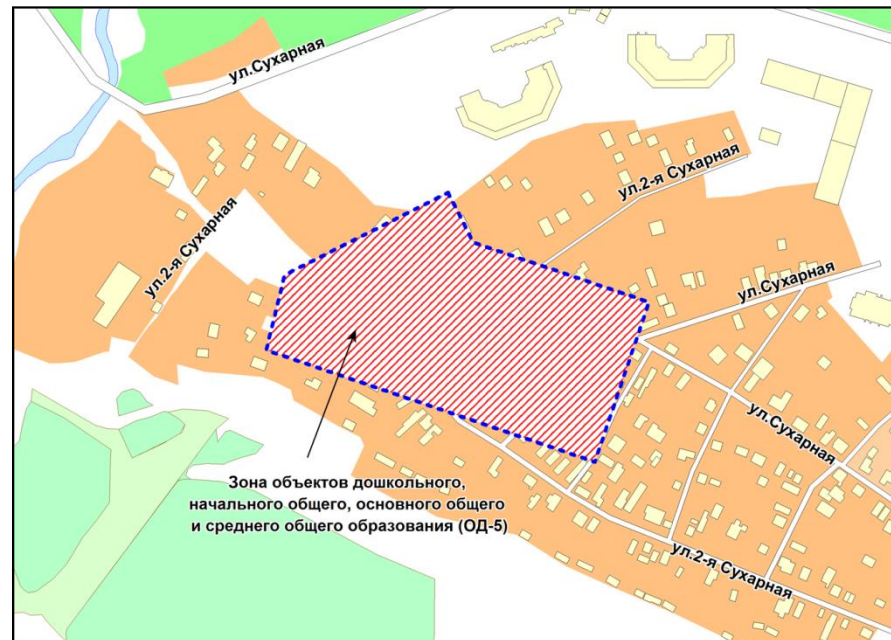 ул.Сухарная
ул.2-я Сухарная
ул.2-я Сухарная
ул.Сухарная
ул.Сухарная
Зона объектов дошкольного,
начального общего, основного общего
и среднего общего образования (ОД-5)
ул.2-я Сухарная